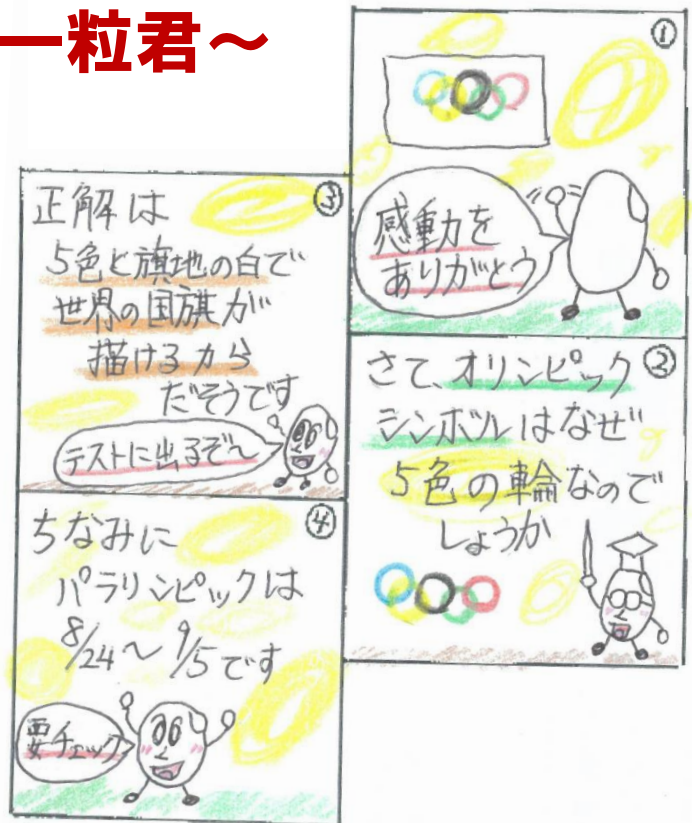 一粒君～
①
感動を
ありがとう
②
さて、オリンピック
シンボルはなぜ
5色の輪なので
しょうか
③
正解は
5色と旗地の白で
世界の国旗が
描けるから
だそうです
テストに出るぞ〜
④
ちなみに
パラリンピックは
8/24〜9/5です
要チェック